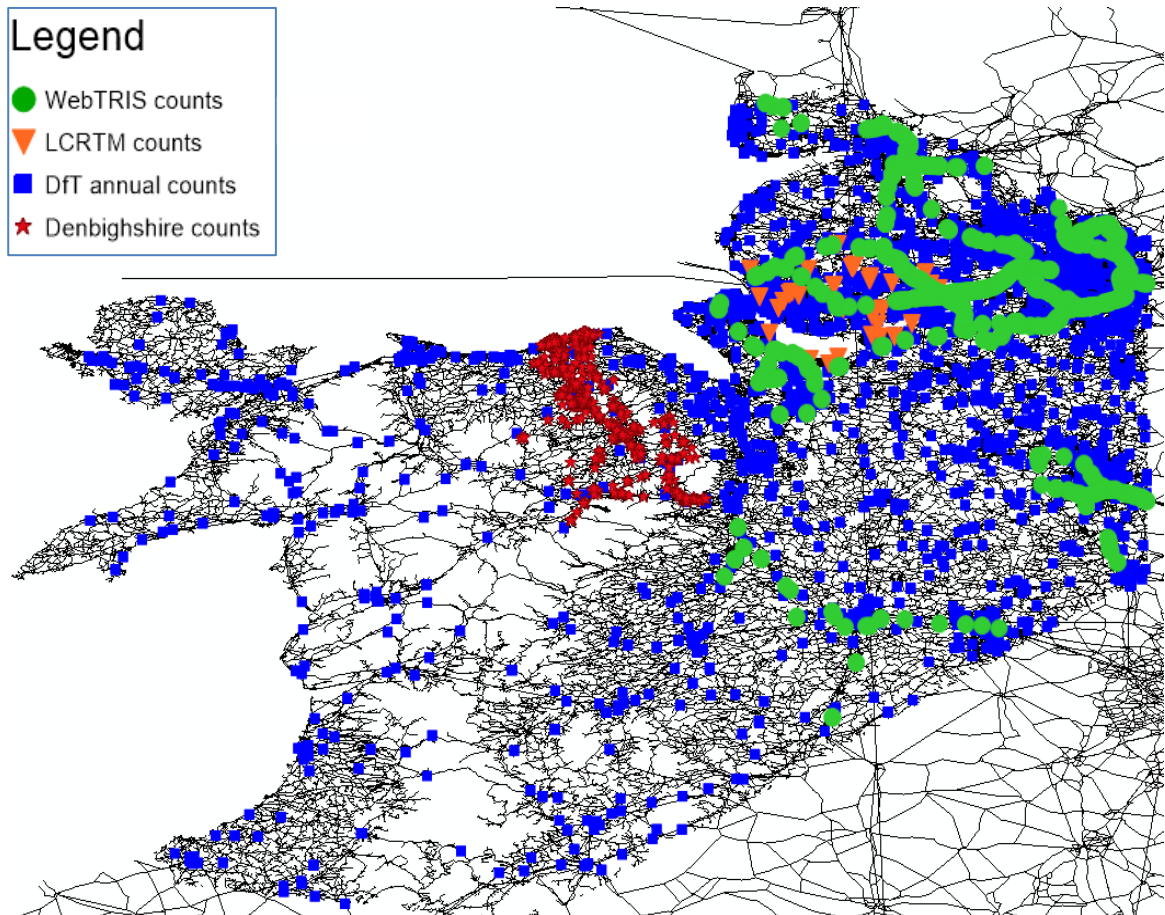 Legend
WebTRIS counts
LCRTM counts
DfT annual counts
Denbighshire counts